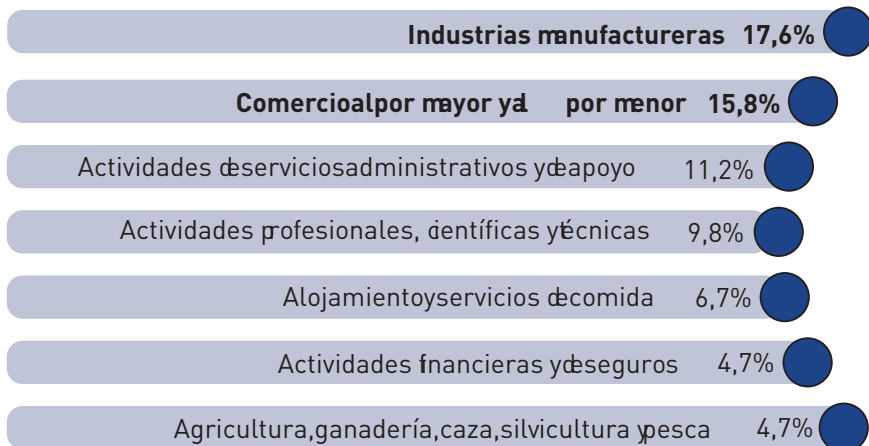 Industrias manufactureras 17,6%
Comercio al por mayor y al por menor 15,8%
Actividades de servicios administrativos y de apoyo 11,2%
Actividades profesionales, científicas y técnicas 9,8%
Alojamiento y servicios de comida 6,7%
Actividades financieras y de seguros 4,7%
Agricultura, ganadería, caza, silvicultura y pesca 4,7%